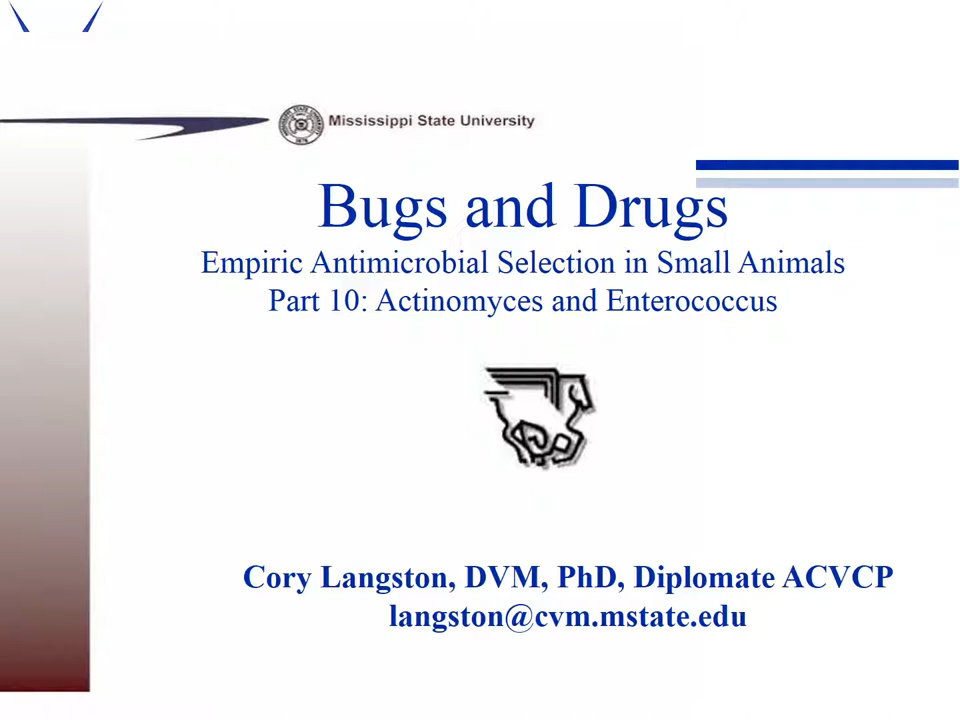 Mississippi State University
Bugs and Drugs
Empiric Antimicrobial Selection in Small Animals
Part 10: Actinomyces and Enterococcus
Cory Langston, DVM, PhD, Diplomate ACVCP
langston@cvm.mstate.edu